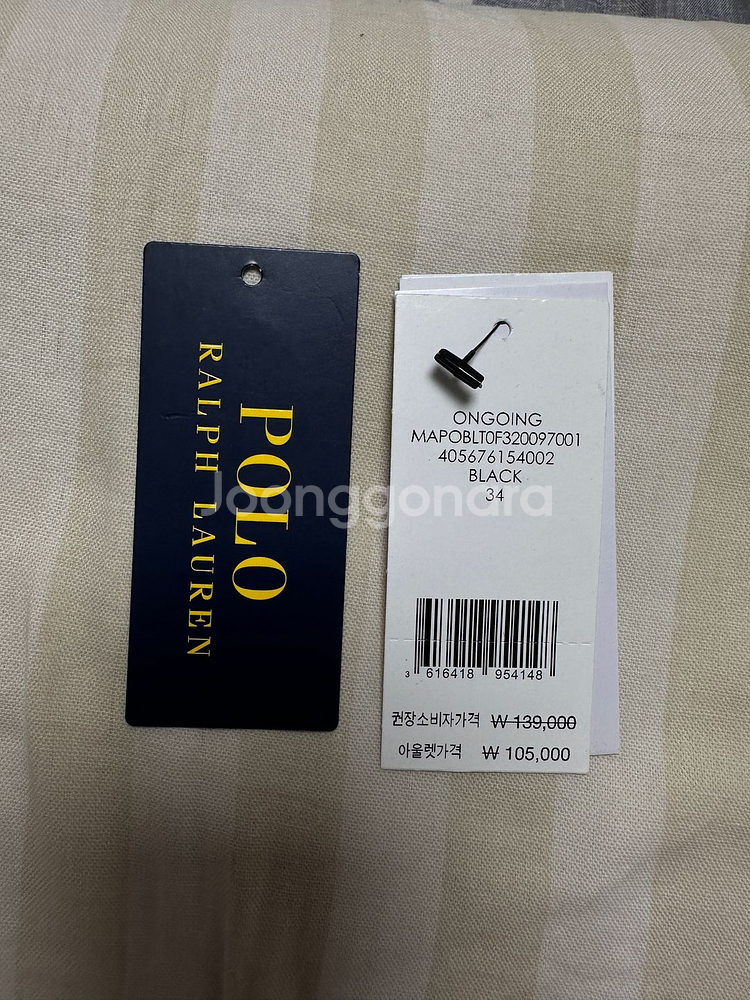 POLO
RALPH LAUREN
ONGOING
MAPOBLT0F320097001
405676154002
BLACK
34
Joonggonara
3 616418 954148
권장소비자가격 ₩ 139,000
아울렛가격 ₩ 105,000